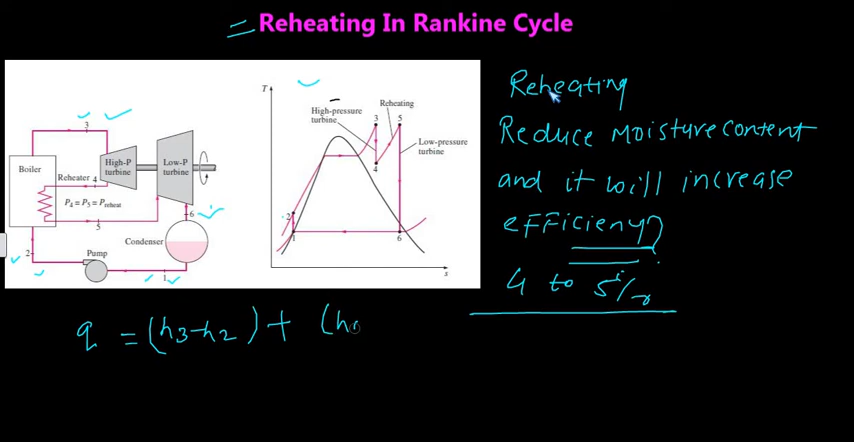 = Reheating In Rankine Cycle
3
Boiler
High-P
turbine
Low-P
turbine
Reheater 4
P4 = P5 = Preheat
5
6
Condenser
2
Pump
1
T
High-pressure
turbine
3
Reheating
5
Low-pressure
turbine
4
2
1
6
s
Reheating
Reduce Moisture content
and it will increase
efficieny
4 to 5%
q = (h3-h2) + (h